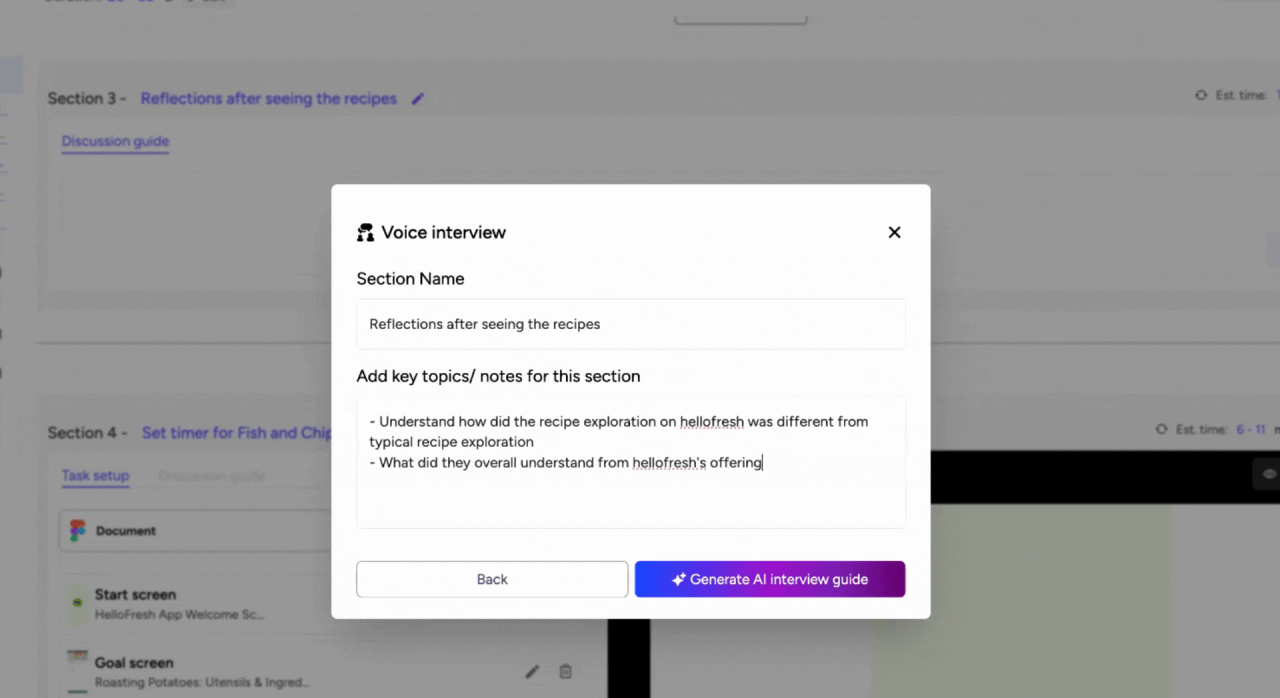 Section 3 - Reflections after seeing the recipes
Est. time:
Discussion guide
Voice interview
Section Name
Reflections after seeing the recipes
Add key topics/ notes for this section
- Understand how did the recipe exploration on hellofresh was different from
typical recipe exploration
- What did they overall understand from hellofresh's offering
Back
Generate AI interview guide
Section 4 - Set timer for Fish and Chip
Est. time: 6 - 11
Task setup
Discussion guide
Document
Start screen
HelloFresh App Welcome Sc...
Goal screen
Roasting Potatoes: Utensils & Ingred...